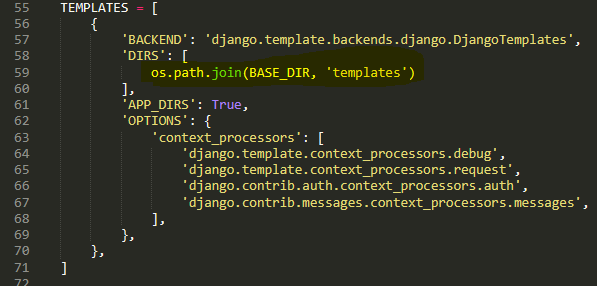 55 TEMPLATES = [
56     {
57         'BACKEND': 'django.template.backends.django.DjangoTemplates',
58         'DIRS': [
59             os.path.join(BASE_DIR, 'templates')
60         ],
61         'APP_DIRS': True,
62         'OPTIONS': {
63             'context_processors': [
64                 'django.template.context_processors.debug',
65                 'django.template.context_processors.request',
66                 'django.contrib.auth.context_processors.auth',
67                 'django.contrib.messages.context_processors.messages',
68             ],
69         },
70     },
71 ]
72